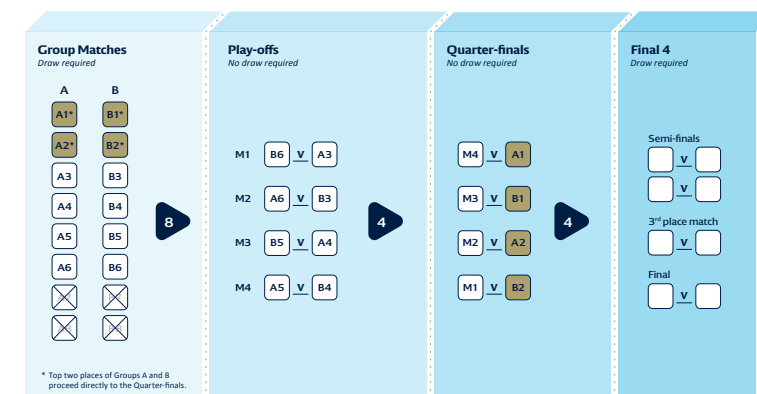 Group Matches
Draw required
A B
A1* B1*
A2* B2*
A3 B3
A4 B4
A5 B5
A6 B6
8
* Top two places of Groups A and B
proceed directly to the Quarter-finals.
Play-offs
No draw required
M1 B6 V A3
M2 A6 V B3
M3 B5 V A4
M4 A5 V B4
4
Quarter-finals
No draw required
M4 V A1
M3 V B1
M2 V A2
M1 V B2
4
Final 4
Draw required
Semi-finals
V
V
3rd place match
V
Final
V